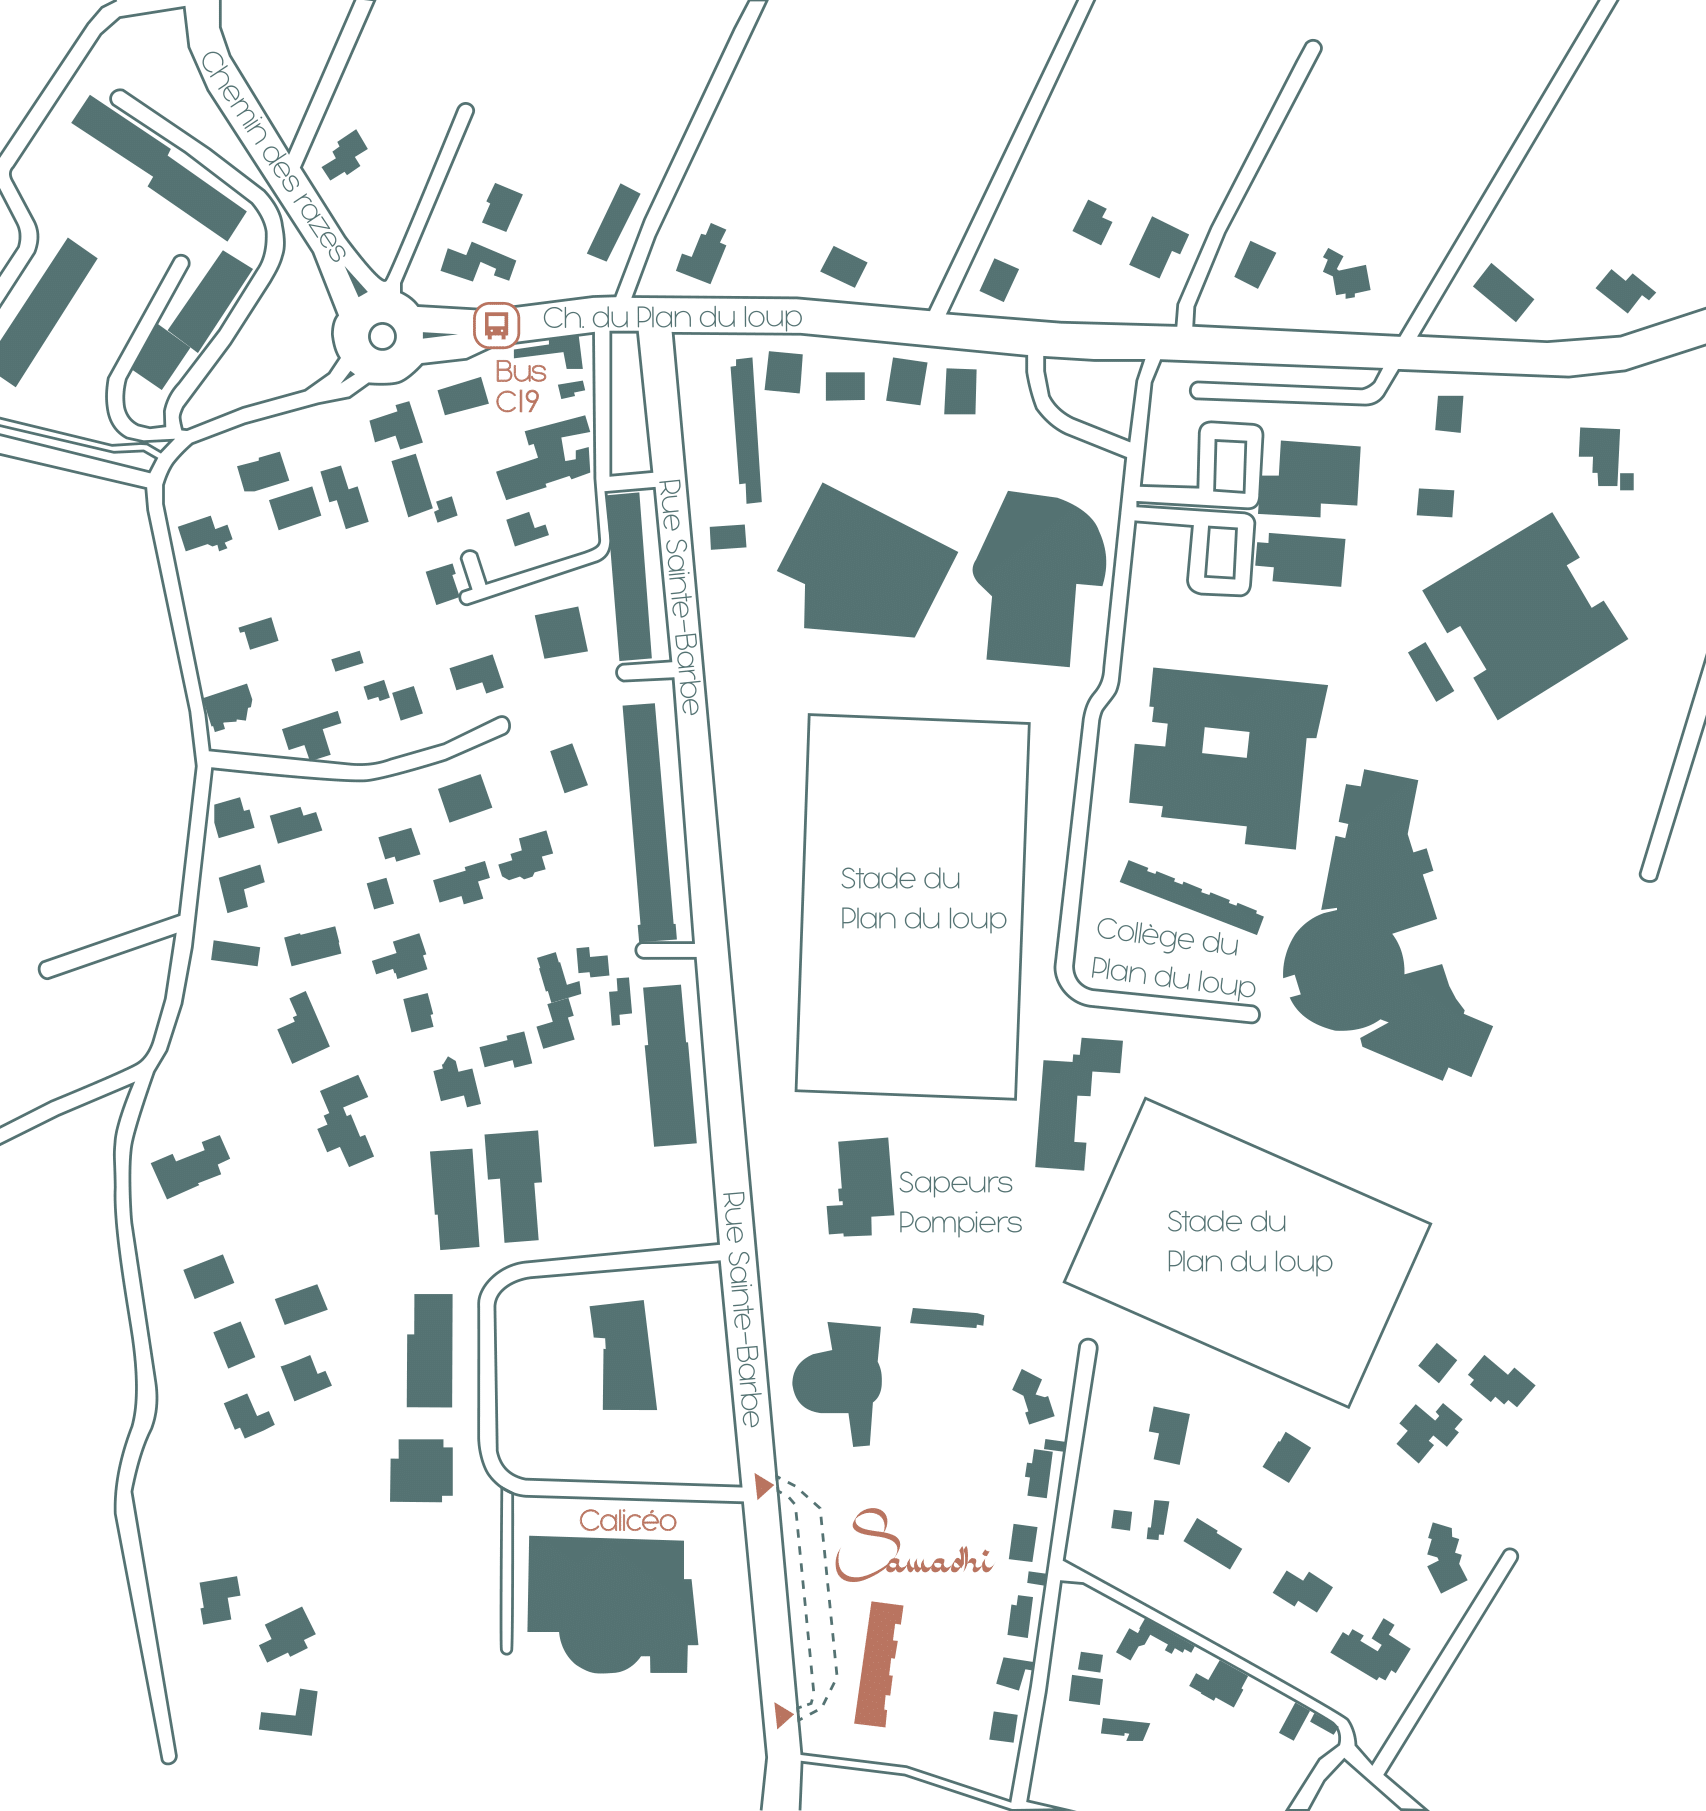 Chemin des razes
Ch. du Plan du loup
Bus
C19
Rue Sainte-Barbe
Stade du
Plan du loup
Collège du
Plan du loup
Sapeurs
Pompiers
Rue Sainte-Barbe
Stade du
Plan du loup
Calicéo
Samadhi